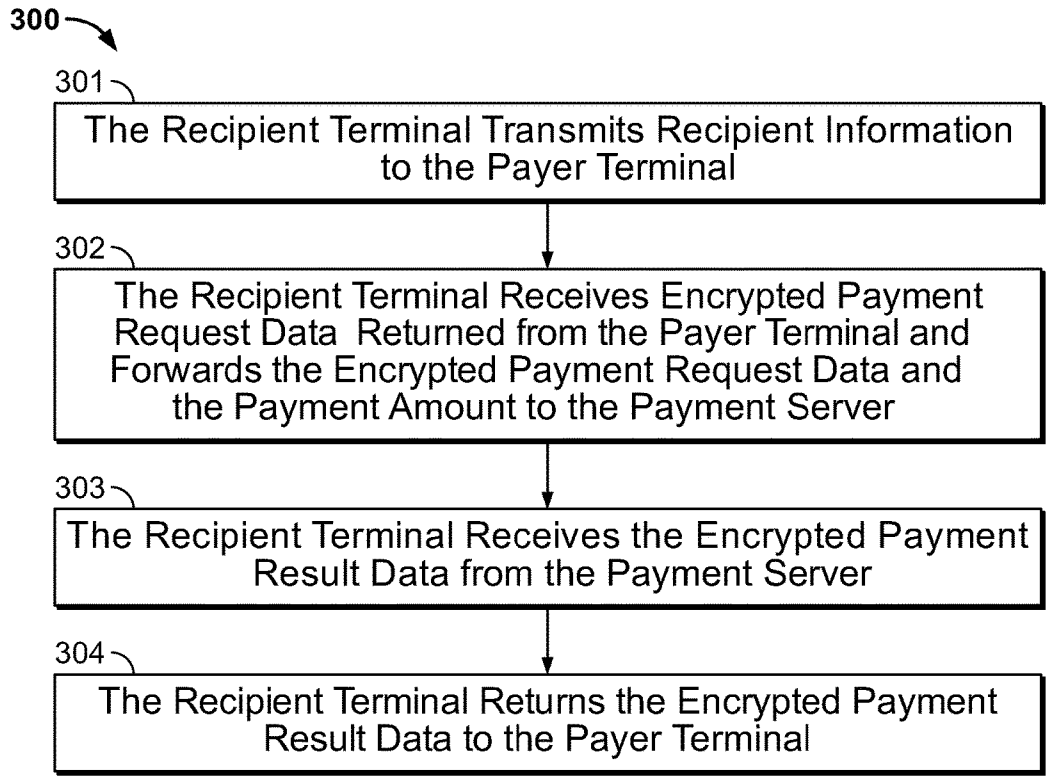 300
301
The Recipient Terminal Transmits Recipient Information
to the Payer Terminal
302
The Recipient Terminal Receives Encrypted Payment
Request Data Returned from the Payer Terminal and
Forwards the Encrypted Payment Request Data and
the Payment Amount to the Payment Server
303
The Recipient Terminal Receives the Encrypted Payment
Result Data from the Payment Server
304
The Recipient Terminal Returns the Encrypted Payment
Result Data to the Payer Terminal